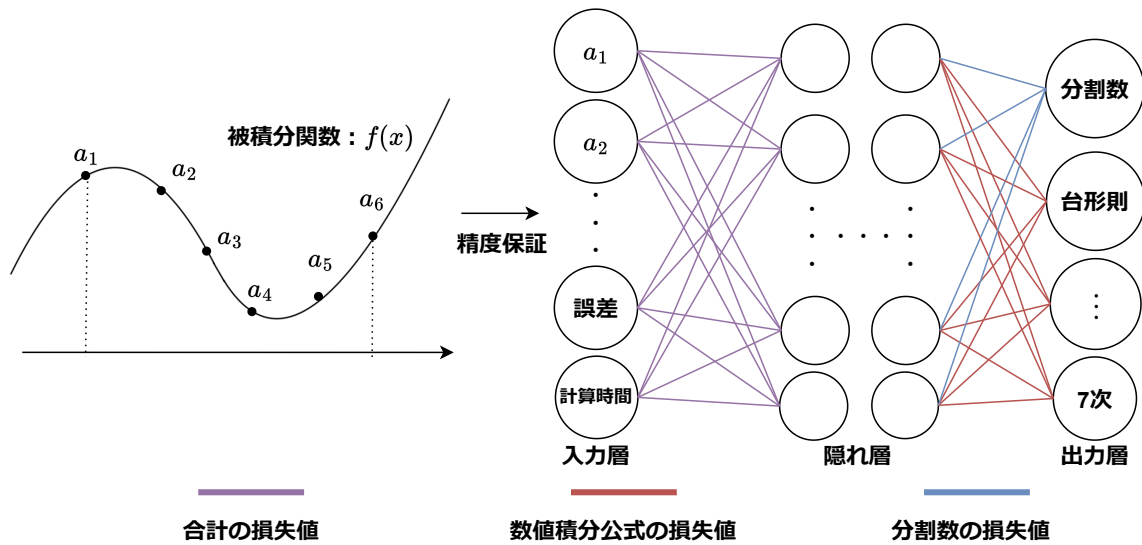 被積分関数：f(x)
a₁
a₂
a₃
a₄
a₅
a₆
精度保証
a₁
a₂
誤差
計算時間
入力層
隠れ層
分割数
台形則
7次
出力層
合計の損失値
数値積分公式の損失値
分割数の損失値